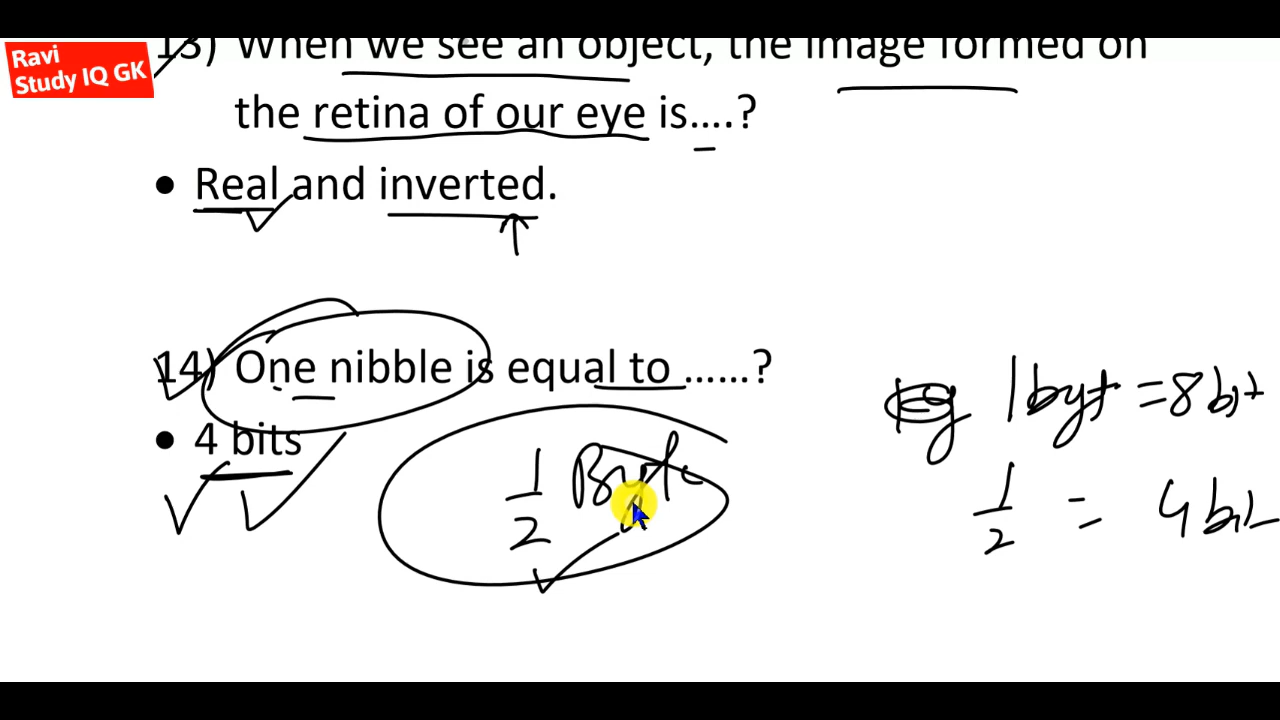 Ravi
Study IQ GK
13) When we see an object, the image formed on
the retina of our eye is....?
• Real and inverted.
14) One nibble is equal to ......?
• 4 bits
1/2 Byte
Eg 1 byt = 8 bit
1/2 = 4 bit